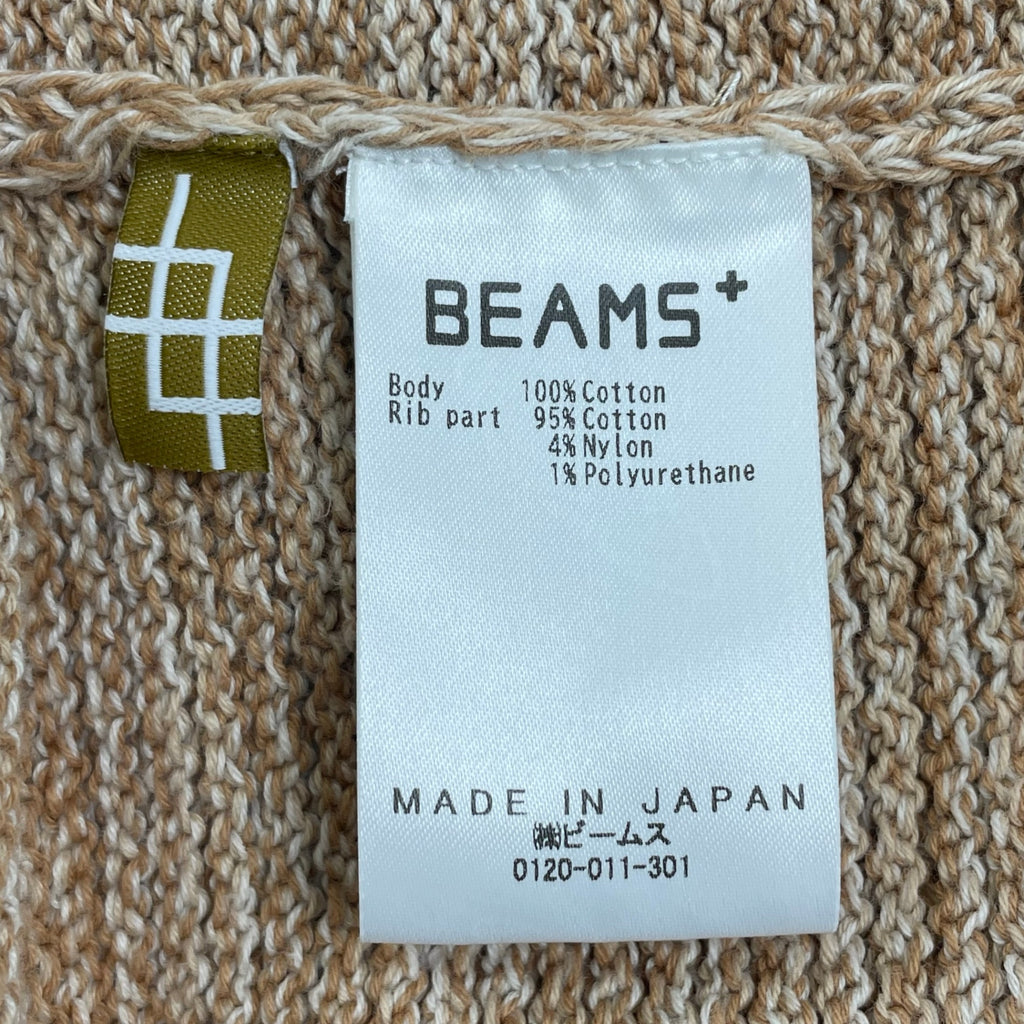 BEAMS+
Body 100% Cotton
Rib part 95% Cotton
4% Nylon
1% Polyurethane
MADE IN JAPAN
㈱ビームス
0120-011-301